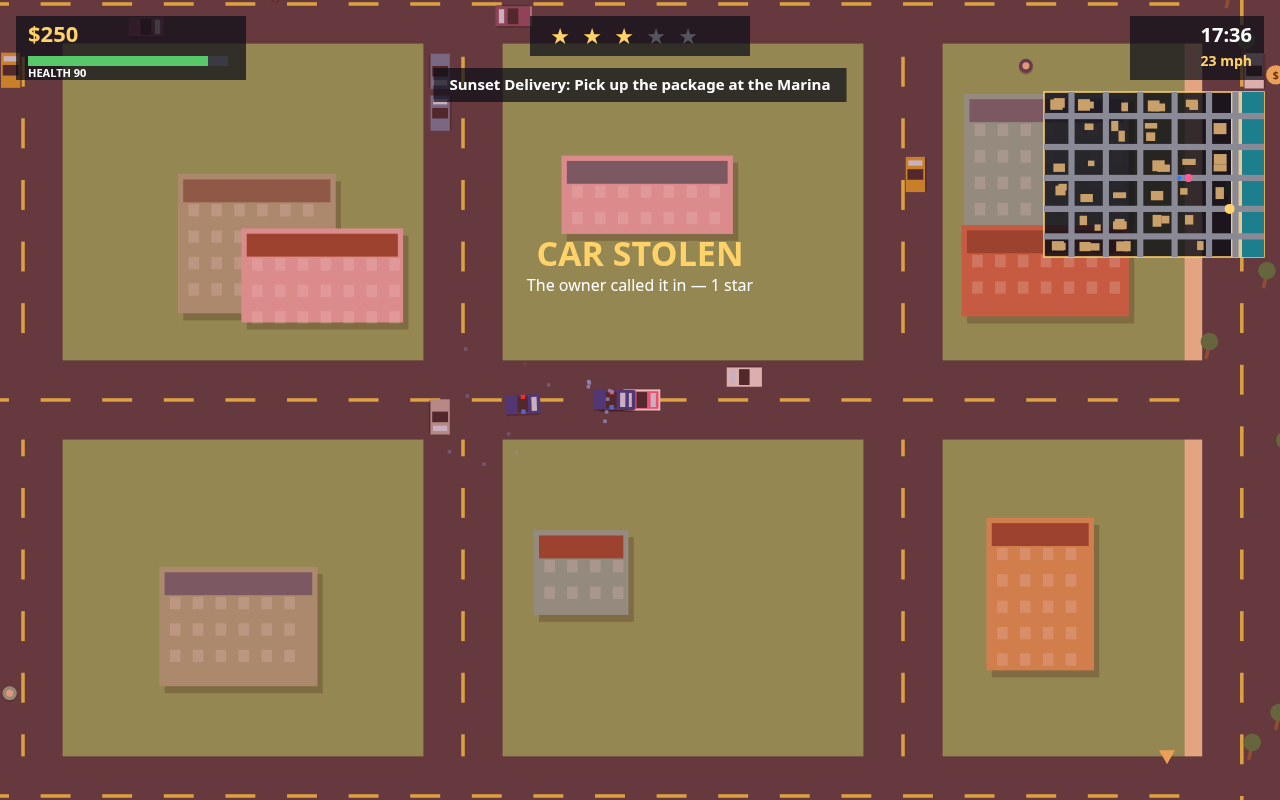 $250
HEALTH 90
★ ★ ★ ★ ★
17:36
23 mph
Sunset Delivery: Pick up the package at the Marina
$
CAR STOLEN
The owner called it in — 1 star